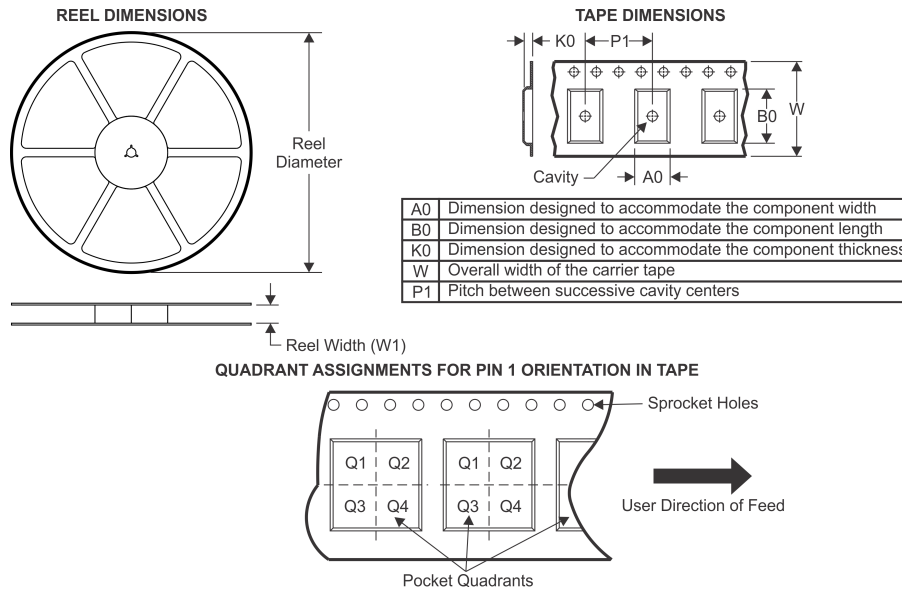 REEL DIMENSIONS
Reel
Diameter
Reel Width (W1)
TAPE DIMENSIONS
K0
P1
B0
W
Cavity
A0
A0 Dimension designed to accommodate the component width
B0 Dimension designed to accommodate the component length
K0 Dimension designed to accommodate the component thickness
W Overall width of the carrier tape
P1 Pitch between successive cavity centers
QUADRANT ASSIGNMENTS FOR PIN 1 ORIENTATION IN TAPE
Sprocket Holes
Q1 Q2 Q1 Q2
Q3 Q4 Q3 Q4
User Direction of Feed
Pocket Quadrants